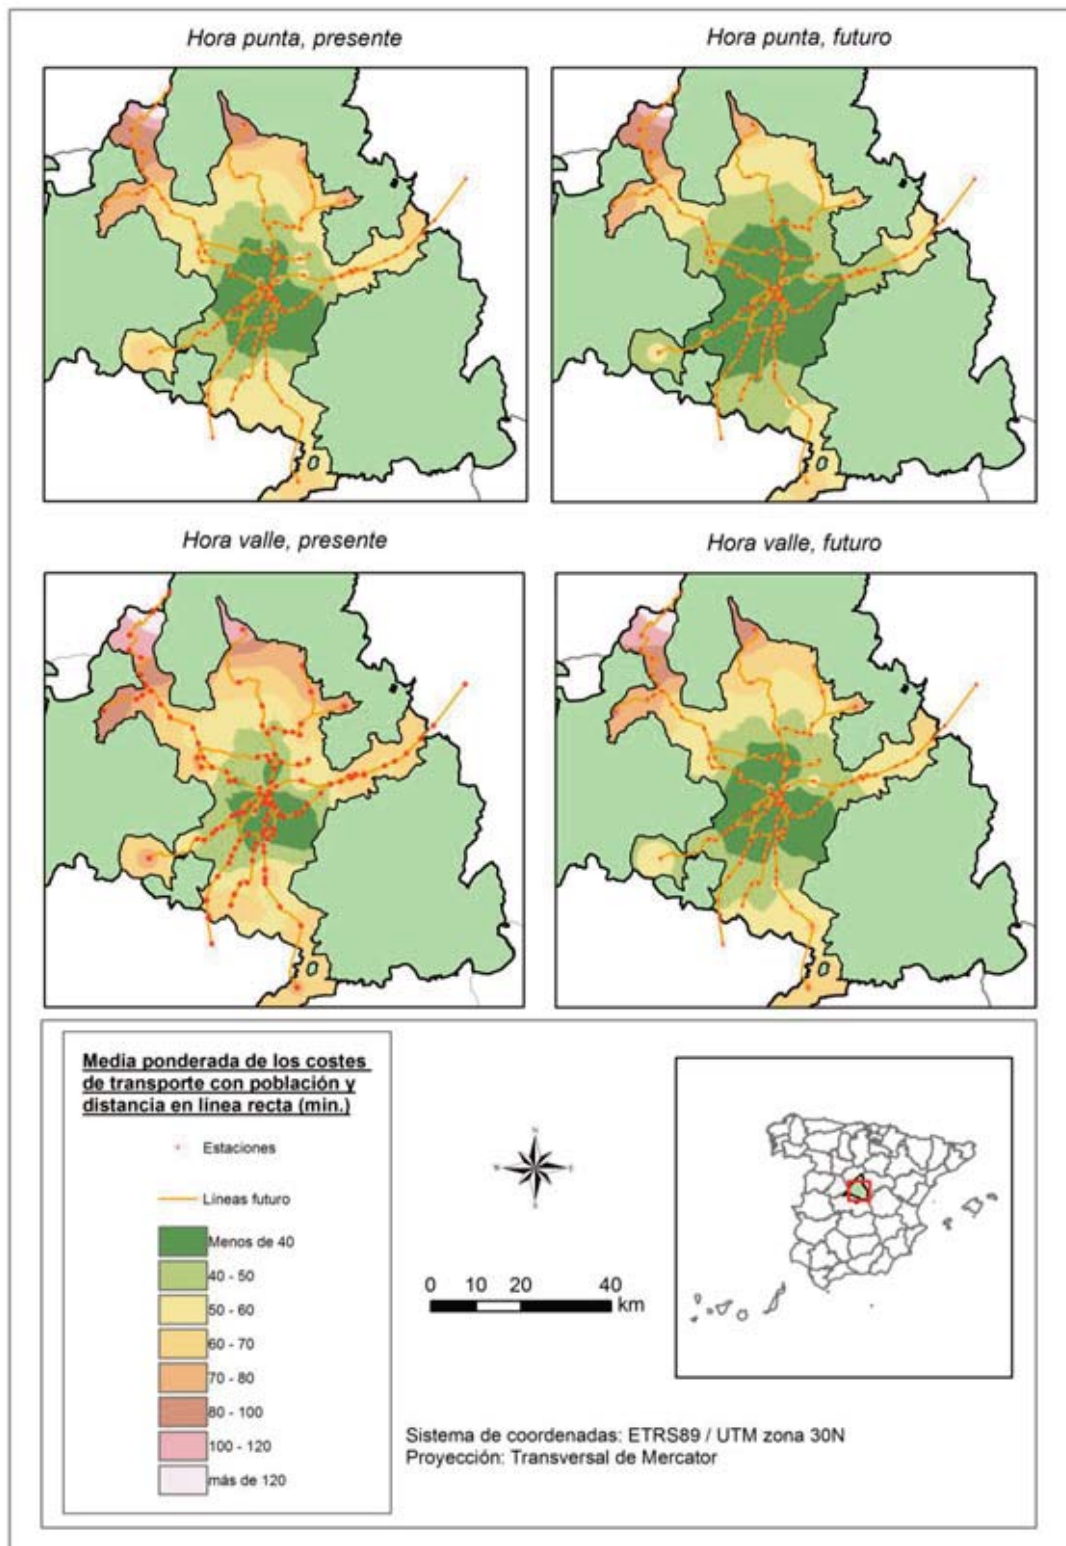 Hora punta, presente
Hora punta, futuro
Hora valle, presente
Hora valle, futuro
Media ponderada de los costes
de transporte con población y
distancia en línea recta (min.)
Estaciones
Líneas futuro
Menos de 40
40 - 50
50 - 60
60 - 70
70 - 80
80 - 100
100 - 120
más de 120
N
S
0 10 20 40
km
Sistema de coordenadas: ETRS89 / UTM zona 30N
Proyección: Transversal de Mercator